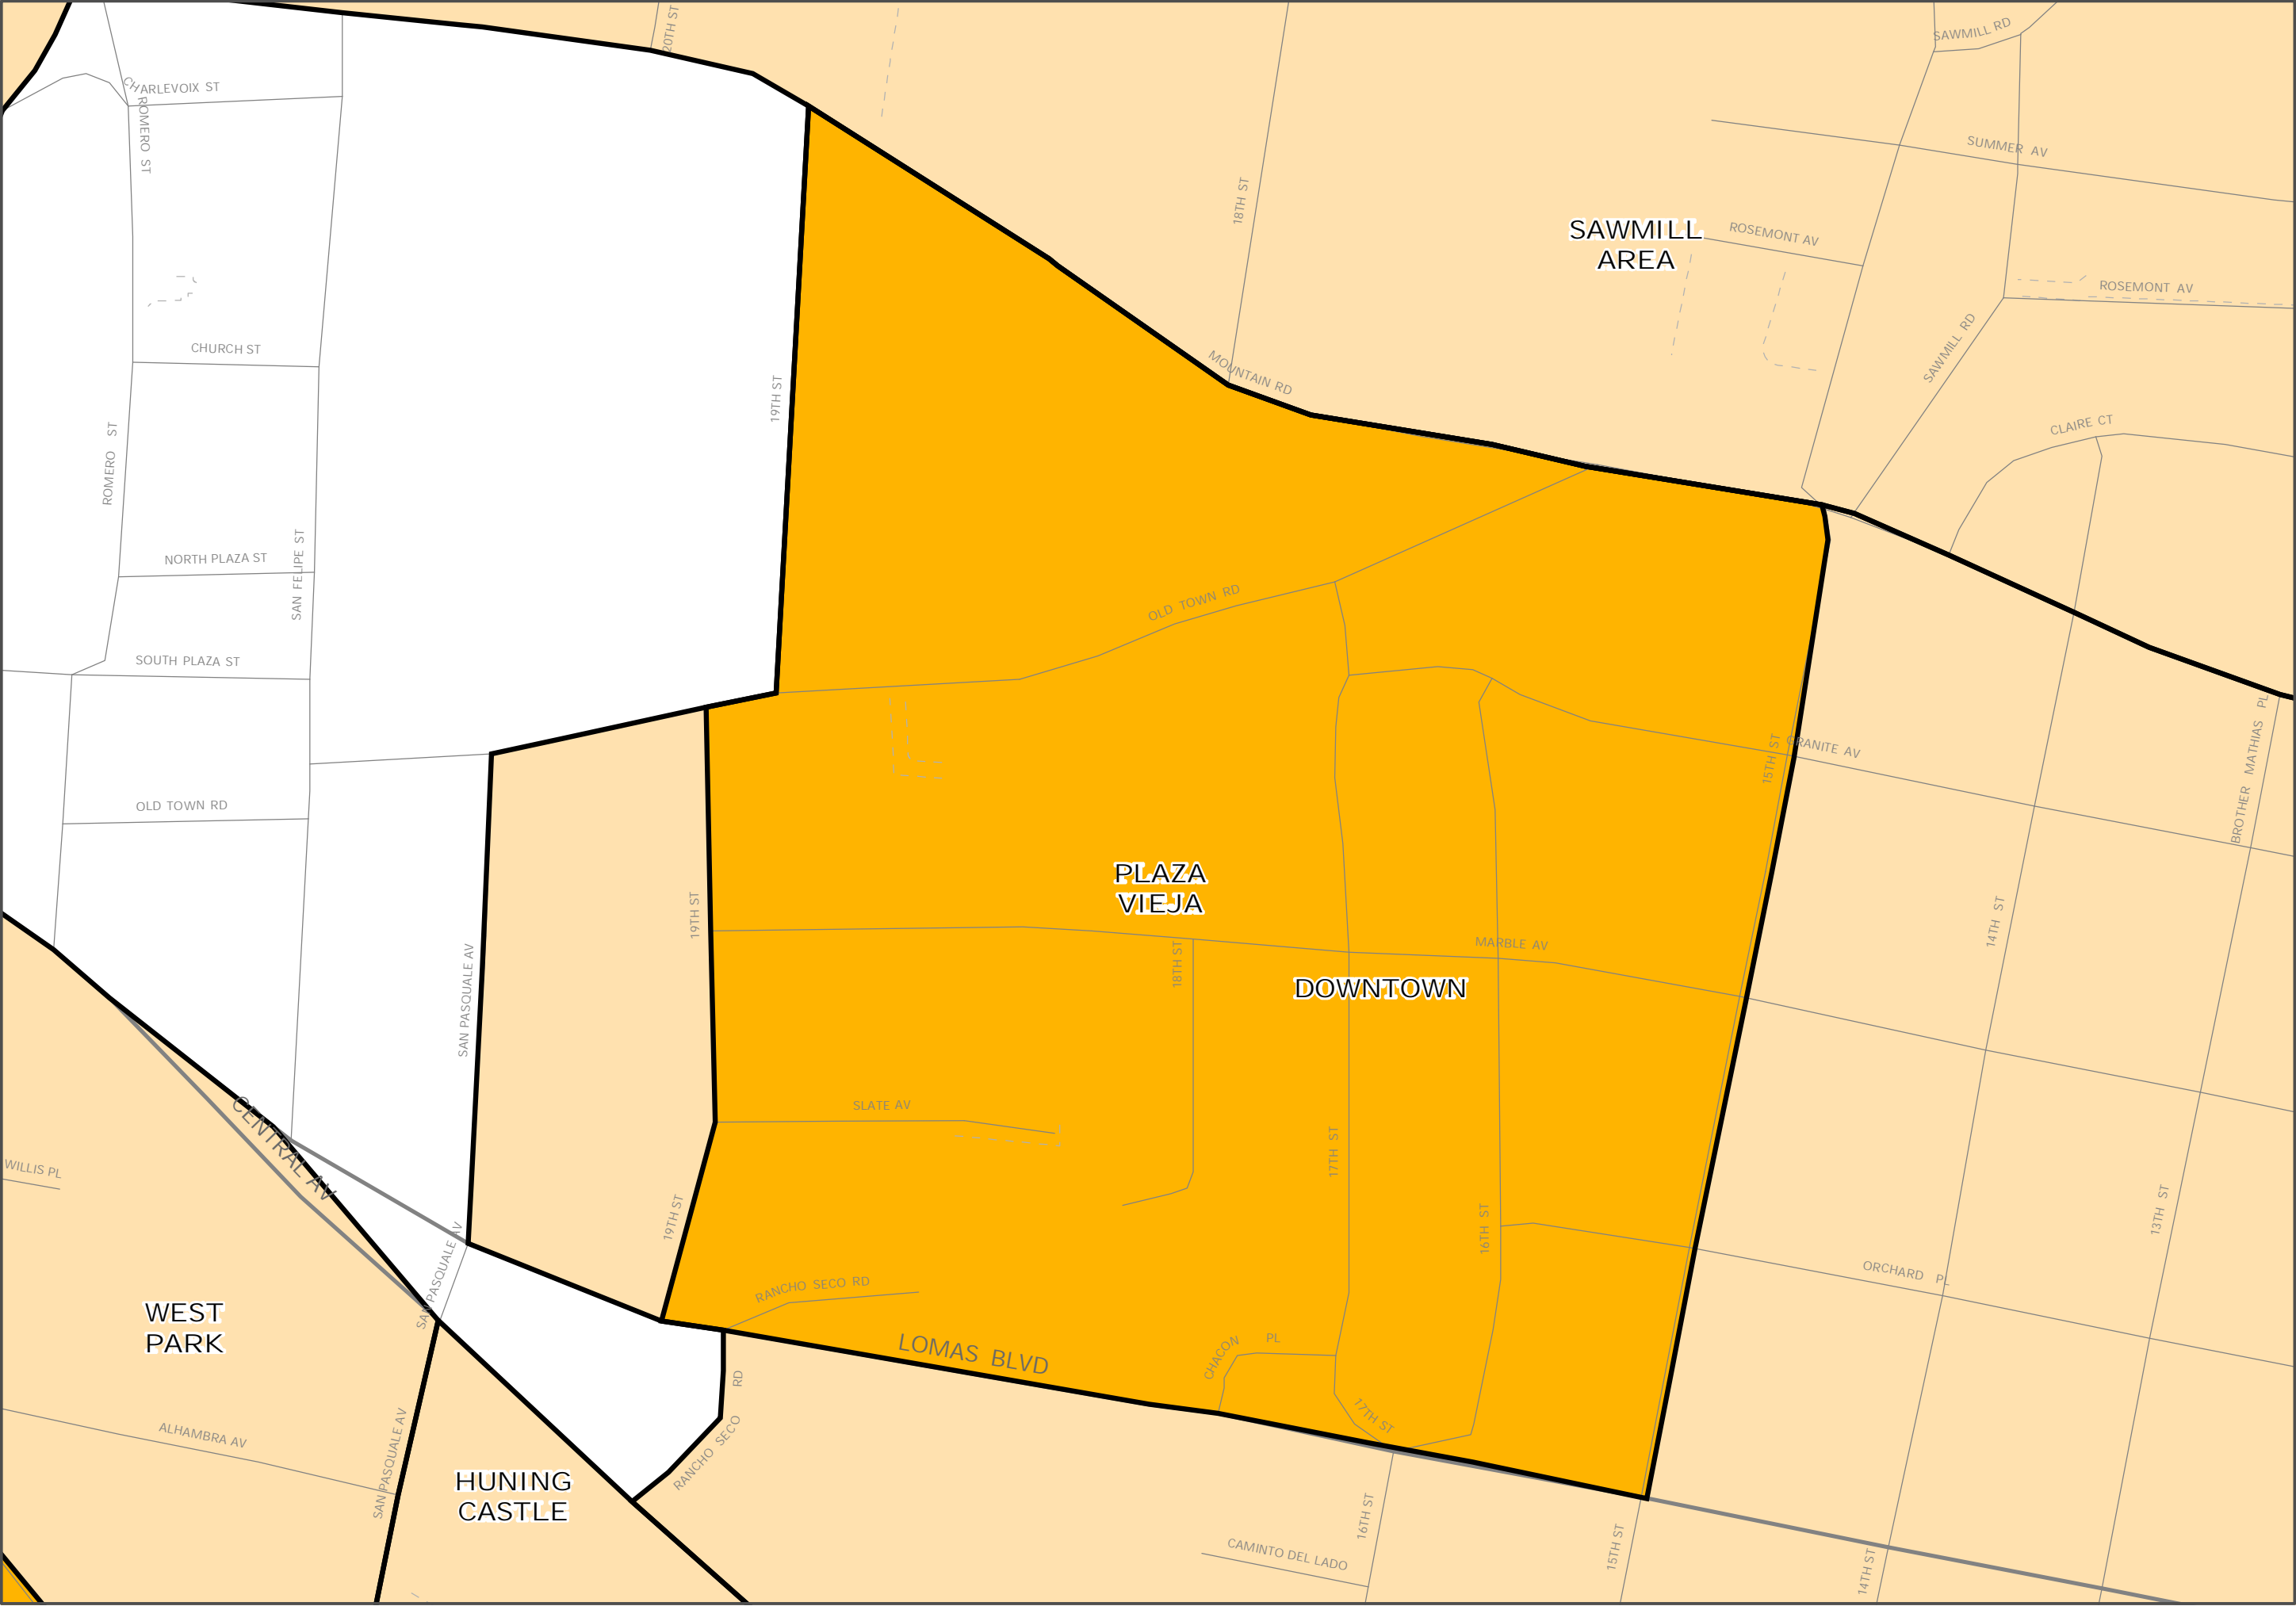 20TH ST
SAWMILL RD
CHARLEVOIX ST
ROMERO ST
SUMMER AV
18TH ST
SAWMILL
AREA
ROSEMONT AV
ROSEMONT AV
SAWMILL RD
CHURCH ST
MOUNTAIN RD
19TH ST
CLAIRE CT
ROMERO ST
NORTH PLAZA ST
SAN FELIPE ST
OLD TOWN RD
SOUTH PLAZA ST
15TH ST
GRANITE AV
BROTHER MATHIAS PL
OLD TOWN RD
PLAZA
VIEJA
19TH ST
14TH ST
MARBLE AV
18TH ST
DOWNTOWN
SAN PASQUALE AV
SLATE AV
CENTRAL AV
17TH ST
WILLIS PL
19TH ST
16TH ST
13TH ST
SAN PASQUALE AV
ORCHARD PL
RANCHO SECO RD
WEST
PARK
LOMAS BLVD
CHACON PL
17TH ST
RANCHO SECO RD
ALHAMBRA AV
SAN PASQUALE AV
HUNING
CASTLE
16TH ST
15TH ST
CAMINTO DEL LADO
14TH ST